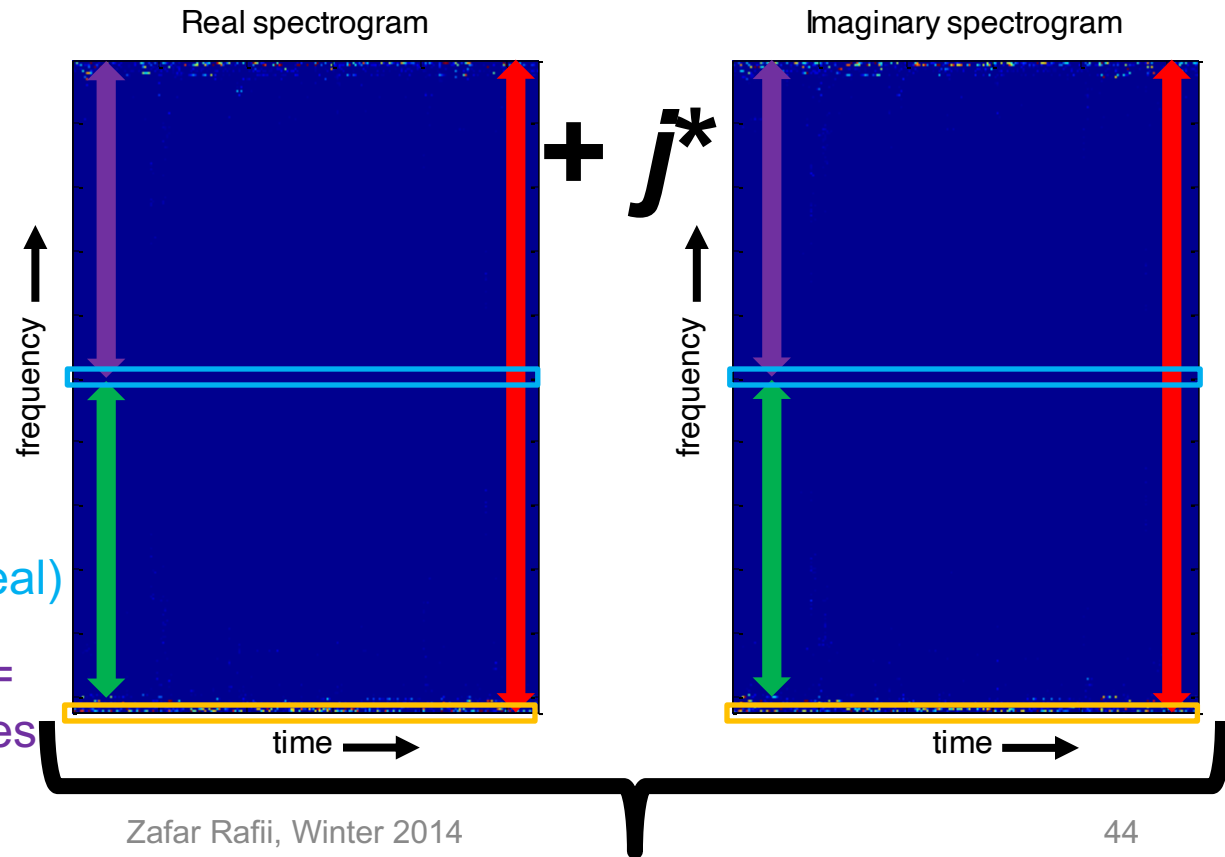 Real spectrogram
Imaginary spectrogram
+ j*
frequency
frequency
eal)
=
es
time
time
Zafar Rafii, Winter 2014
44